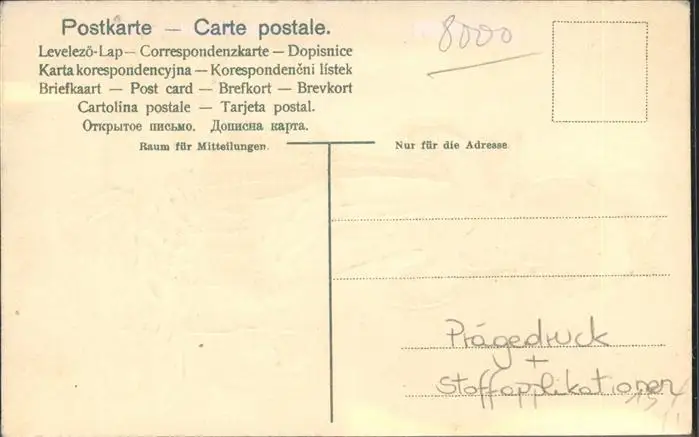 Postkarte — Carte postale.
Levelező-Lap — Correspondenzkarte — Dopisnice
Karta korespondencyjna — Korespondenční lístek
Briefkaart — Post card — Brefkort — Brevkort
Cartolina postale — Tarjeta postal.
Открытое письмо. Дописна карта.
Raum für Mitteilungen.
8000
Nur für die Adresse
Prägedruck
+
Stoffapplikationen